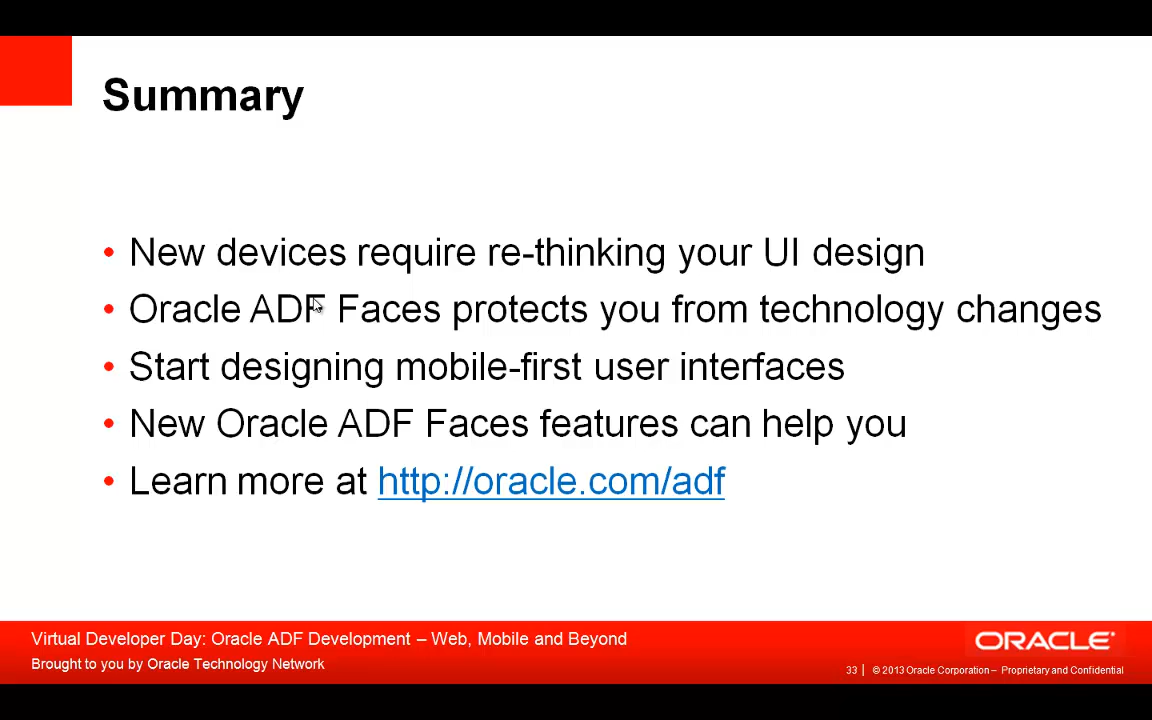 Summary
• New devices require re-thinking your UI design
• Oracle ADF Faces protects you from technology changes
• Start designing mobile-first user interfaces
• New Oracle ADF Faces features can help you
• Learn more at http://oracle.com/adf
Virtual Developer Day: Oracle ADF Development – Web, Mobile and Beyond
Brought to you by Oracle Technology Network
ORACLE®
33 | © 2013 Oracle Corporation – Proprietary and Confidential